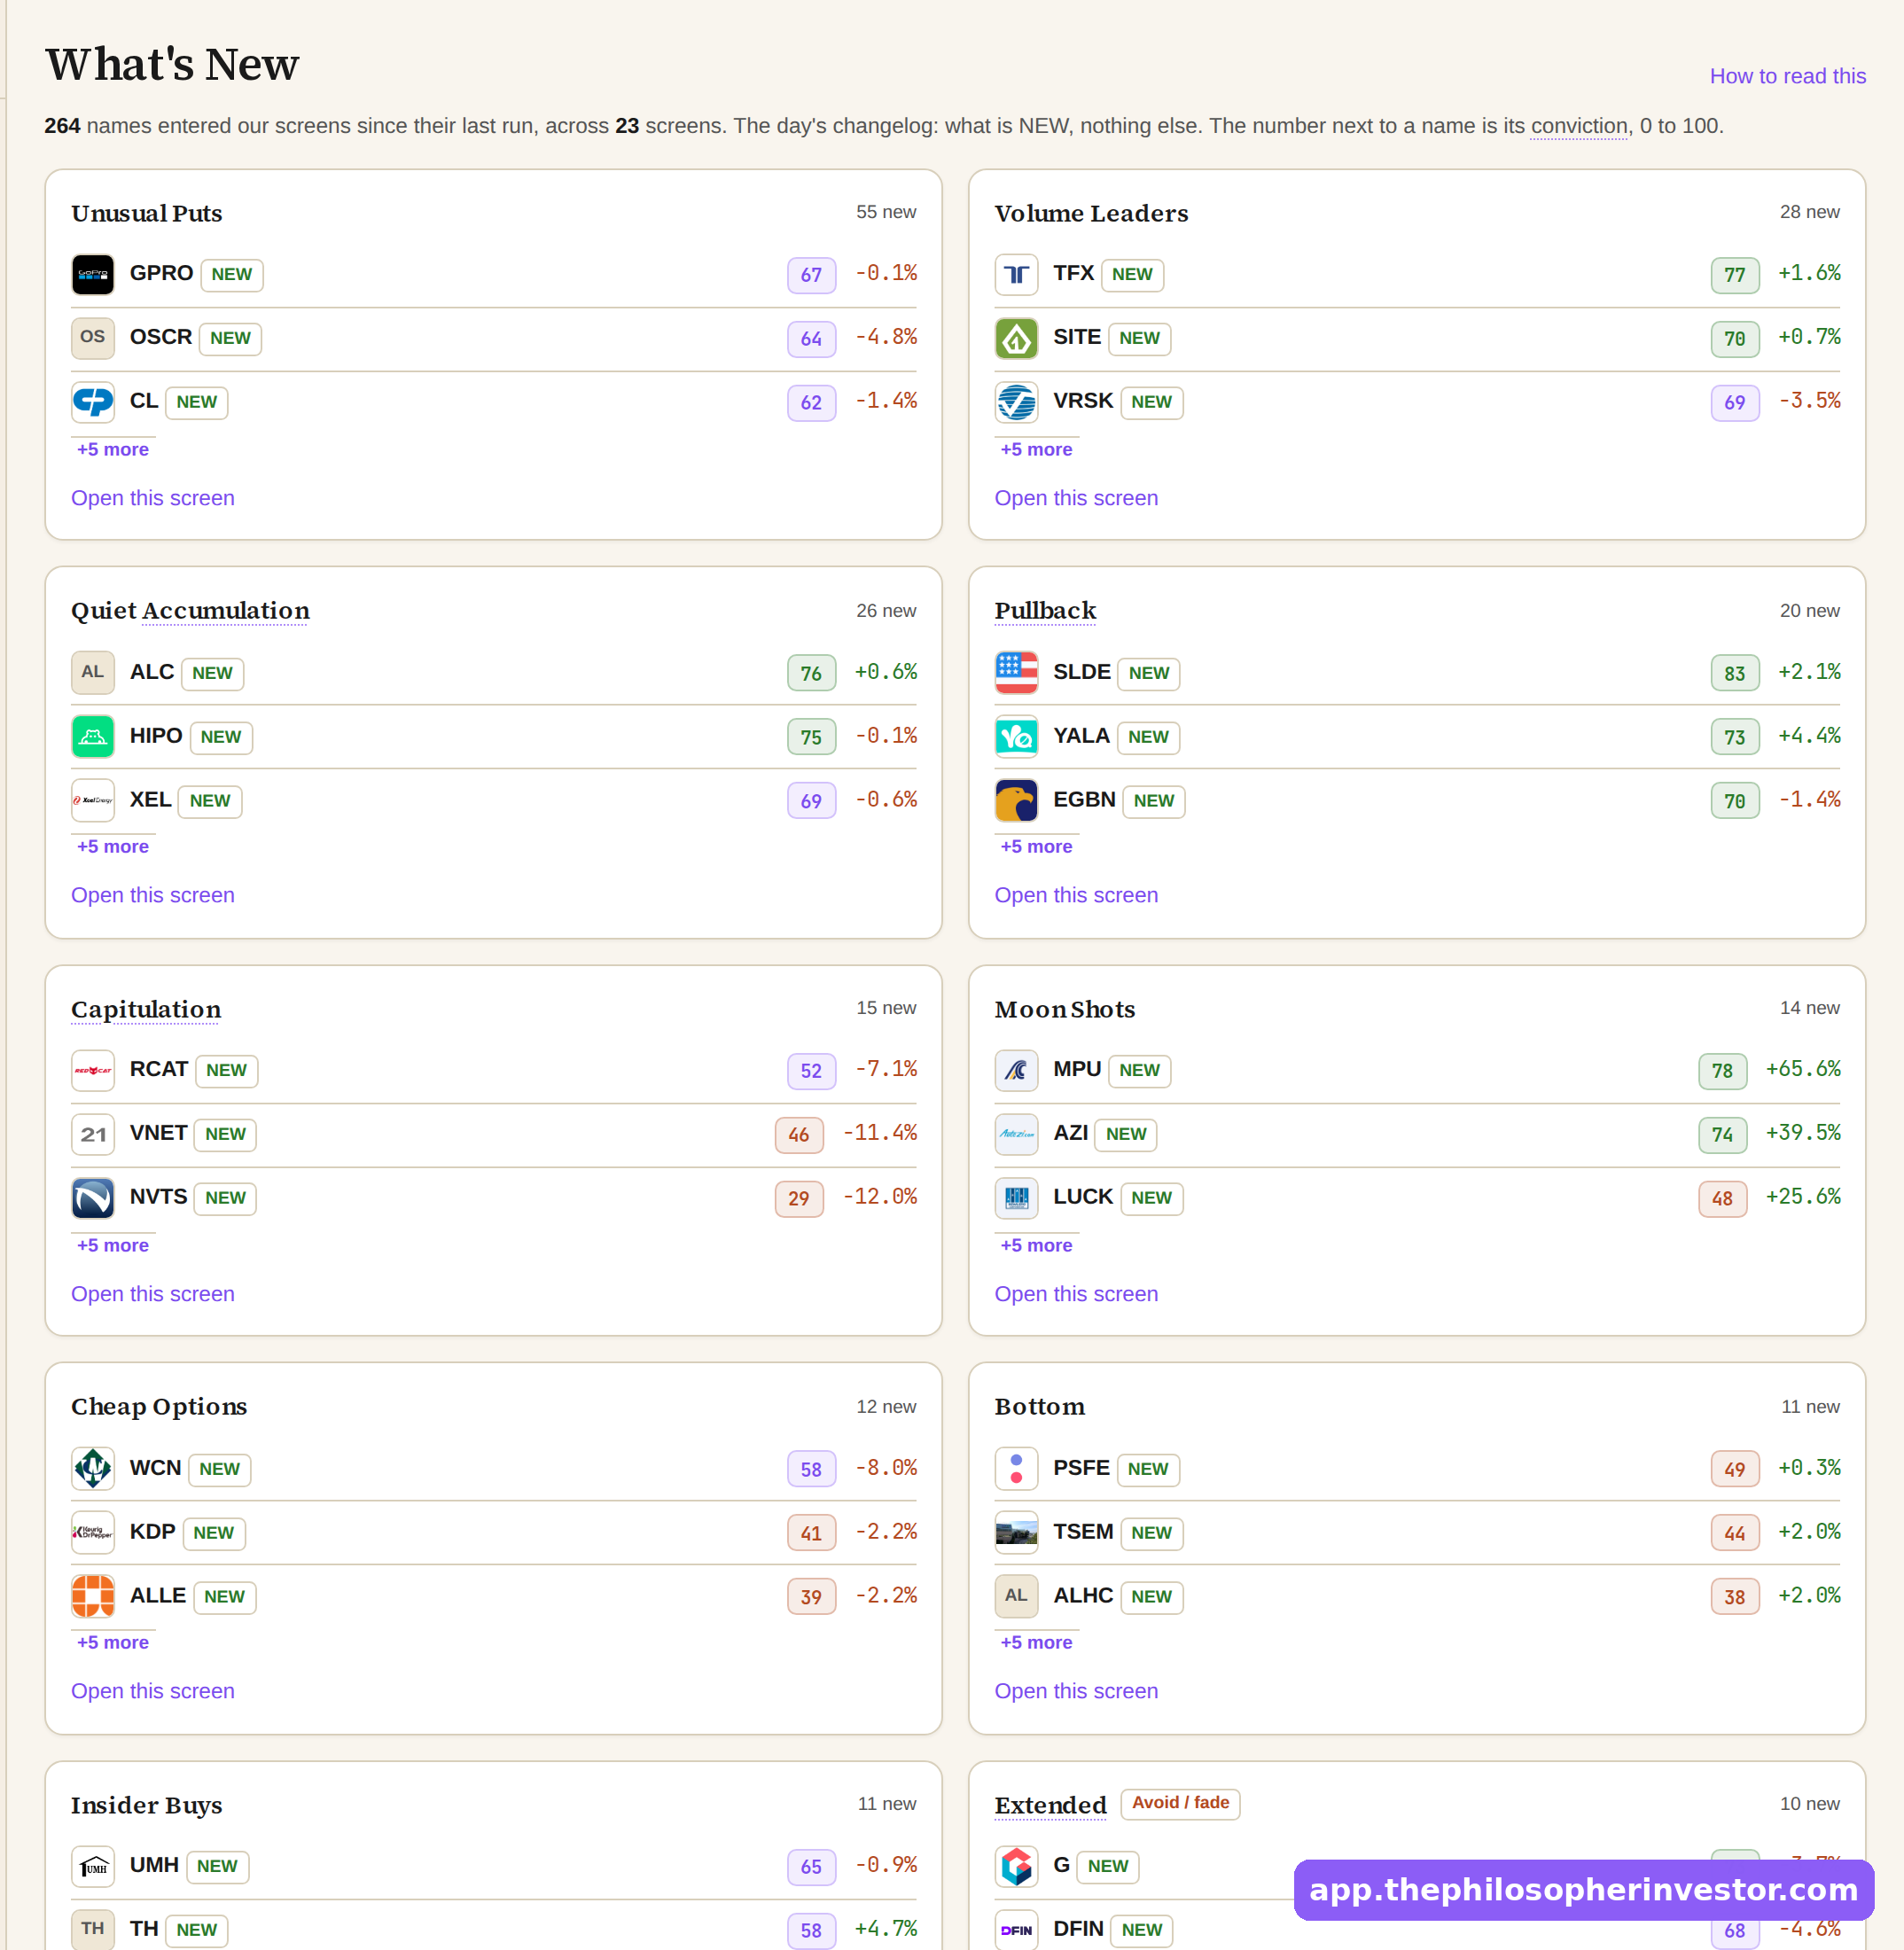 What's New
How to read this
264 names entered our screens since their last run, across 23 screens. The day's changelog: what is NEW, nothing else. The number next to a name is its conviction, 0 to 100.
Unusual Puts 55 new
GoPro GPRO NEW 67 -0.1%
OS OSCR NEW 64 -4.8%
CL NEW 62 -1.4%
+5 more
Open this screen
Volume Leaders 28 new
TFX NEW 77 +1.6%
SITE NEW 70 +0.7%
VRSK NEW 69 -3.5%
+5 more
Open this screen
Quiet Accumulation 26 new
AL ALC NEW 76 +0.6%
HIPO NEW 75 -0.1%
Xcel Energy XEL NEW 69 -0.6%
+5 more
Open this screen
Pullback 20 new
SLDE NEW 83 +2.1%
YALA NEW 73 +4.4%
EGBN NEW 70 -1.4%
+5 more
Open this screen
Capitulation 15 new
RED CAT RCAT NEW 52 -7.1%
21 VNET NEW 46 -11.4%
NVTS NEW 29 -12.0%
+5 more
Open this screen
Moon Shots 14 new
MPU NEW 78 +65.6%
Autozi.com AZI NEW 74 +39.5%
LUCK NEW 48 +25.6%
+5 more
Open this screen
Cheap Options 12 new
WCN NEW 58 -8.0%
Keurig DrPepper KDP NEW 41 -2.2%
ALLE NEW 39 -2.2%
+5 more
Open this screen
Bottom 11 new
PSFE NEW 49 +0.3%
TSEM NEW 44 +2.0%
AL ALHC NEW 38 +2.0%
+5 more
Open this screen
Insider Buys 11 new
UMH UMH NEW 65 -0.9%
TH TH NEW 58 +4.7%
Extended Avoid / fade 10 new
G NEW
DFIN DFIN NEW 68 -4.6%
app.thephilosopherinvestor.com